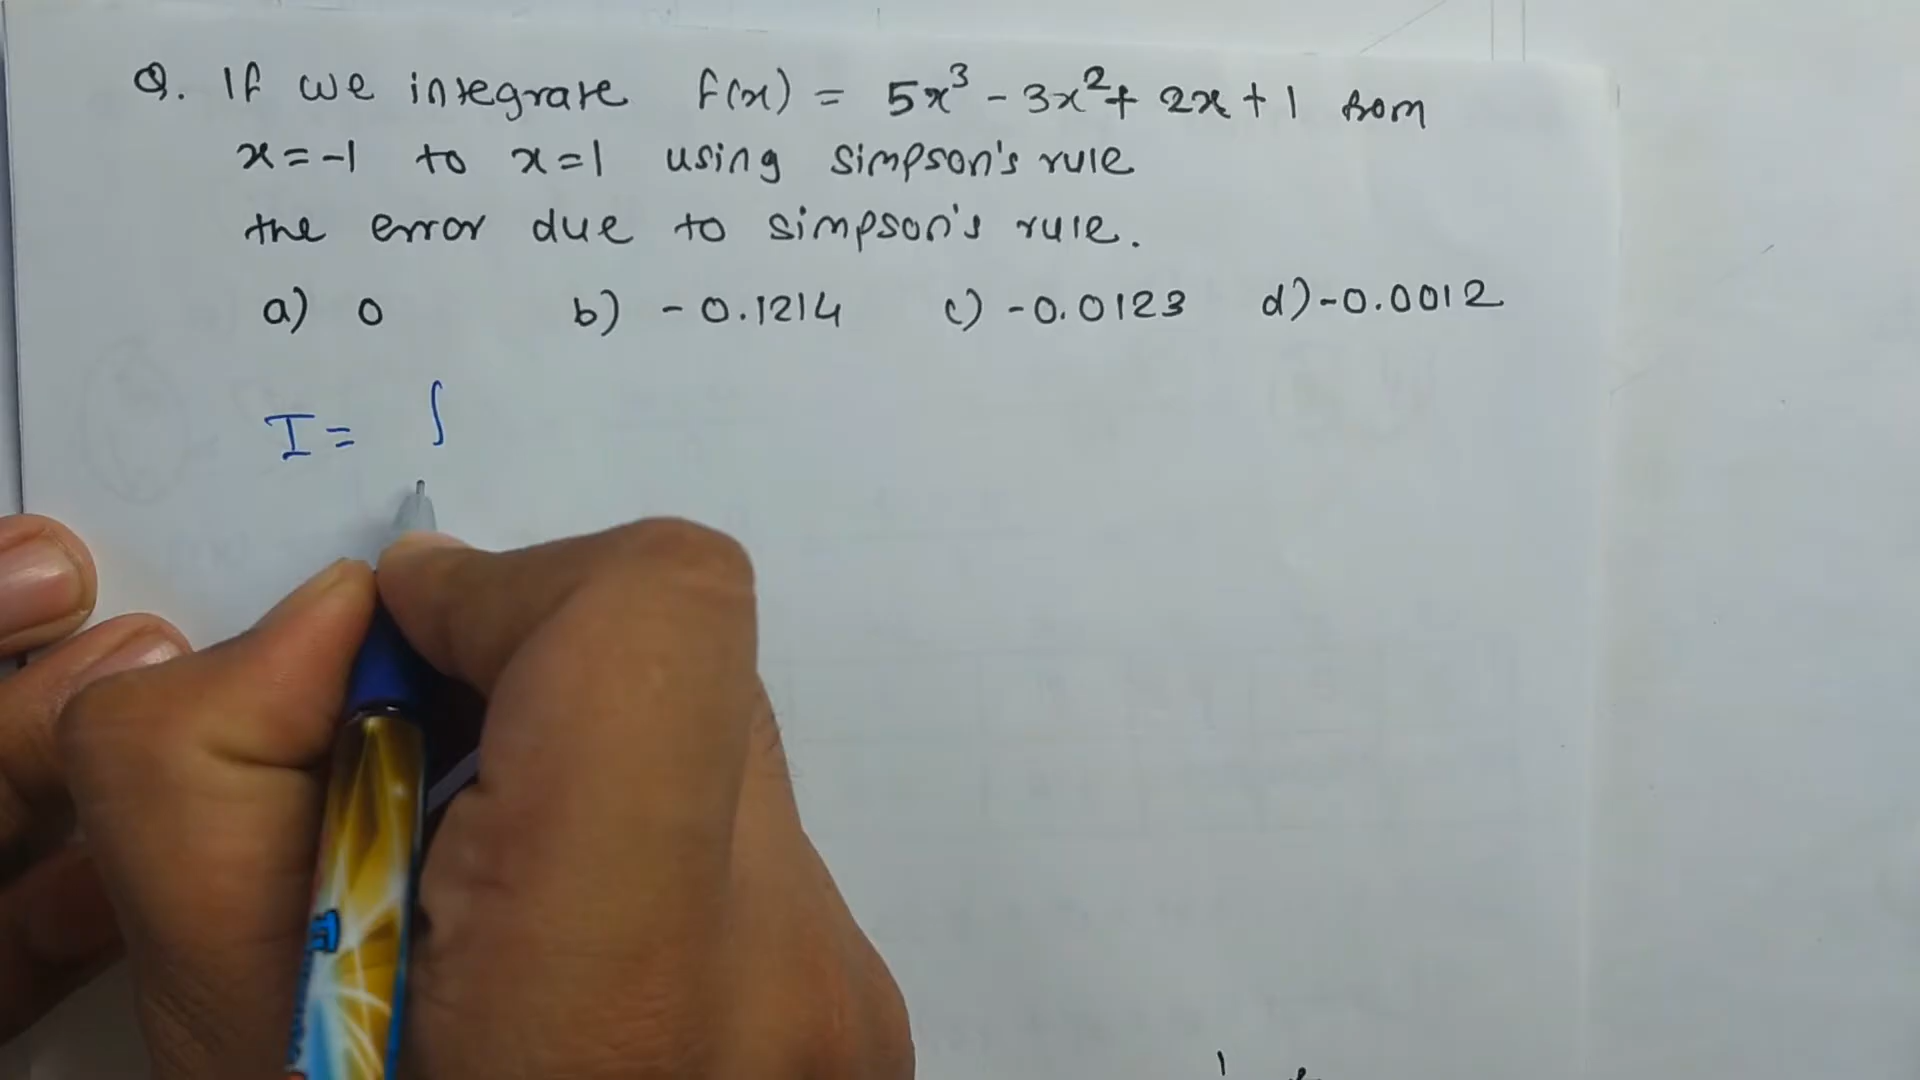 Q. If we integrate f(x) = 5x³ - 3x² + 2x + 1 from
x = -1 to x = 1 using simpson's rule
the error due to simpson's rule.
a) 0 b) -0.1214 c) -0.0123 d) -0.0012
I = ∫